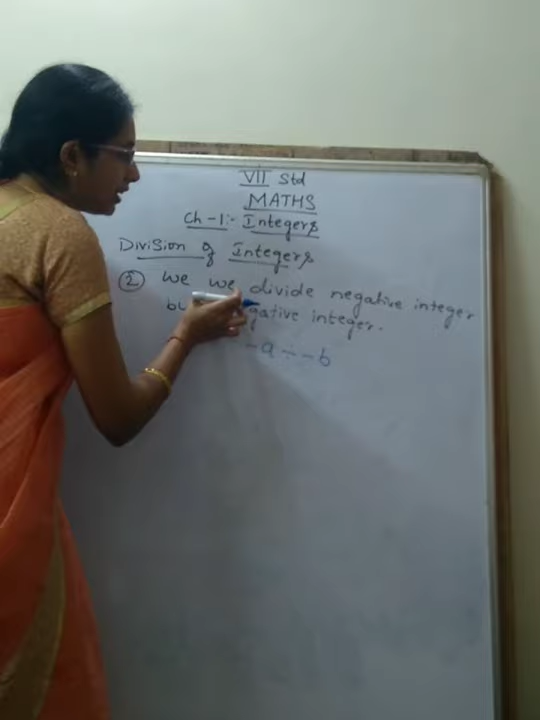 VII Std
MATHS
Ch-1:- Integers
Division of Integers
② we we divide negative integer
gative integer.
-a ÷ -b